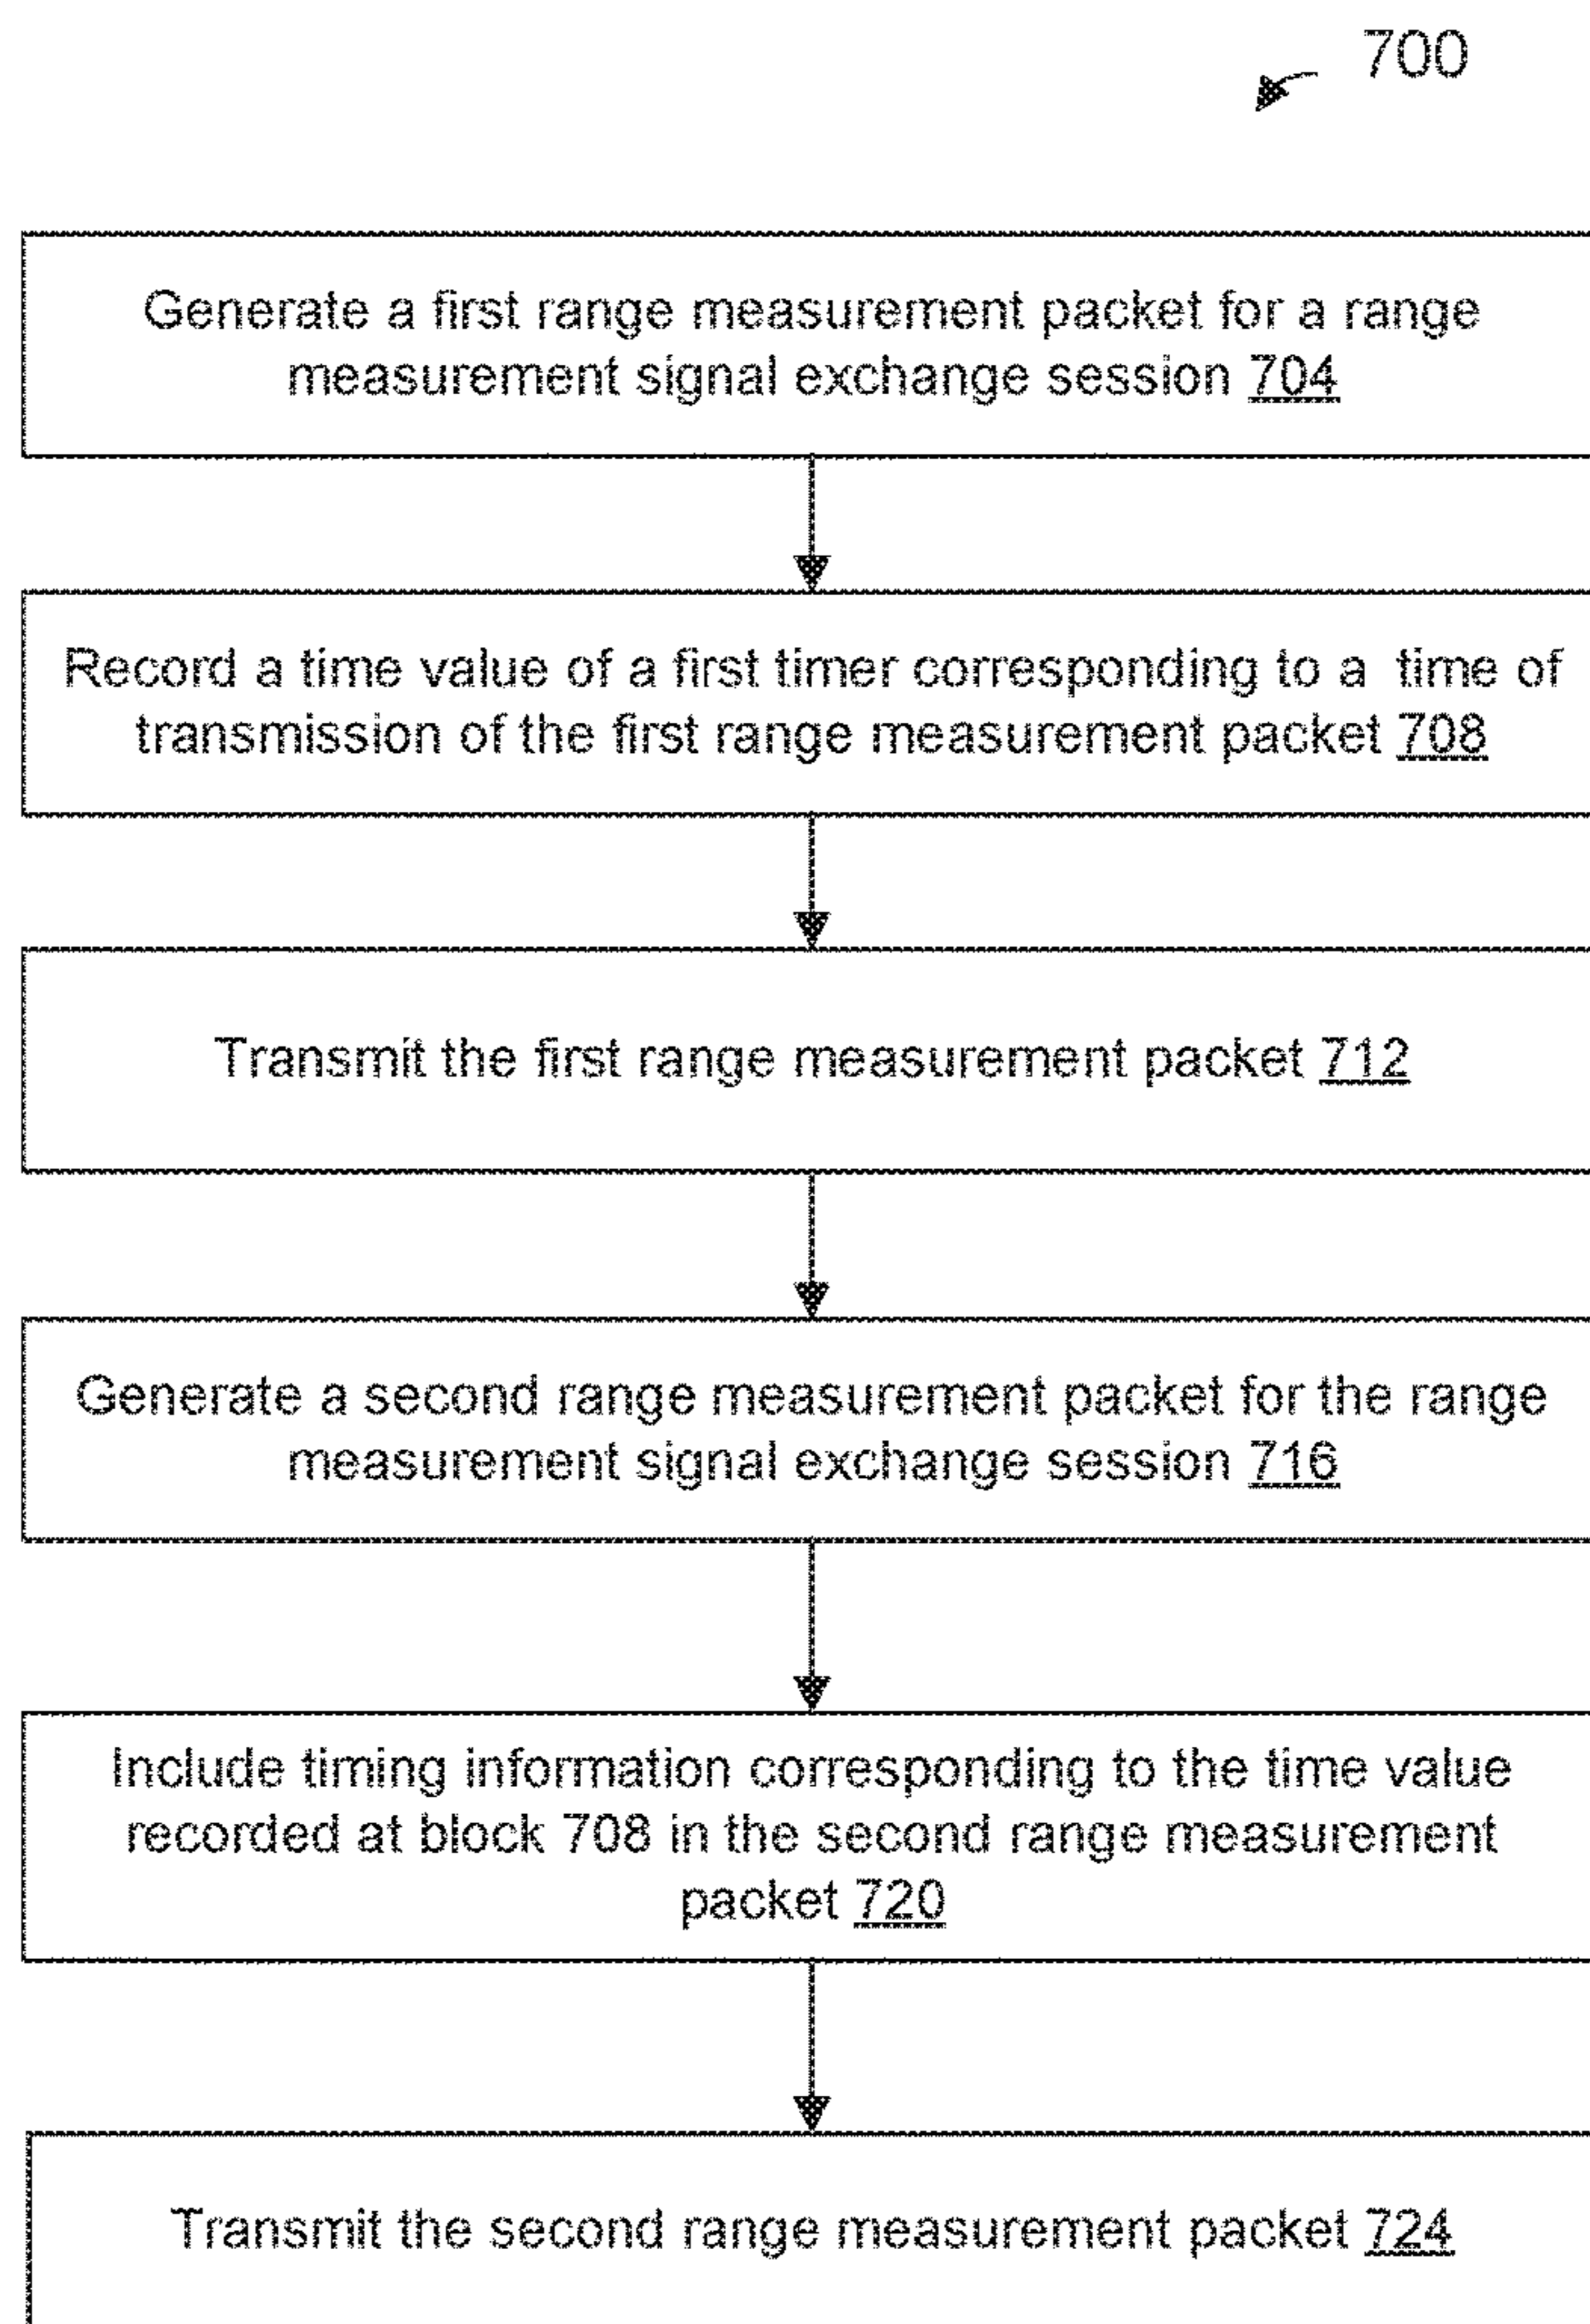 700
Generate a first range measurement packet for a range
measurement signal exchange session 704
Record a time value of a first timer corresponding to a time of
transmission of the first range measurement packet 708
Transmit the first range measurement packet 712
Generate a second range measurement packet for the range
measurement signal exchange session 716
Include timing information corresponding to the time value
recorded at block 708 in the second range measurement
packet 720
Transmit the second range measurement packet 724